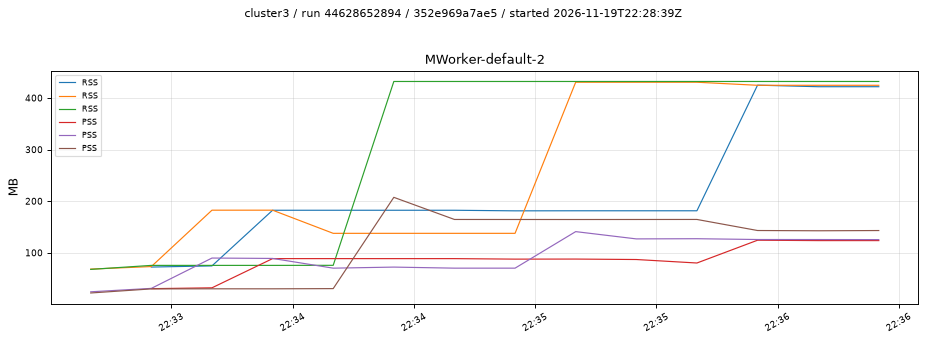 cluster3 / run 44628652894 / 352e969a7ae5 / started 2026-11-19T22:28:39Z
MWorker-default-2
RSS
RSS
RSS
PSS
PSS
PSS
MB
400
300
200
100
22:33
22:34
22:34
22:35
22:35
22:36
22:36